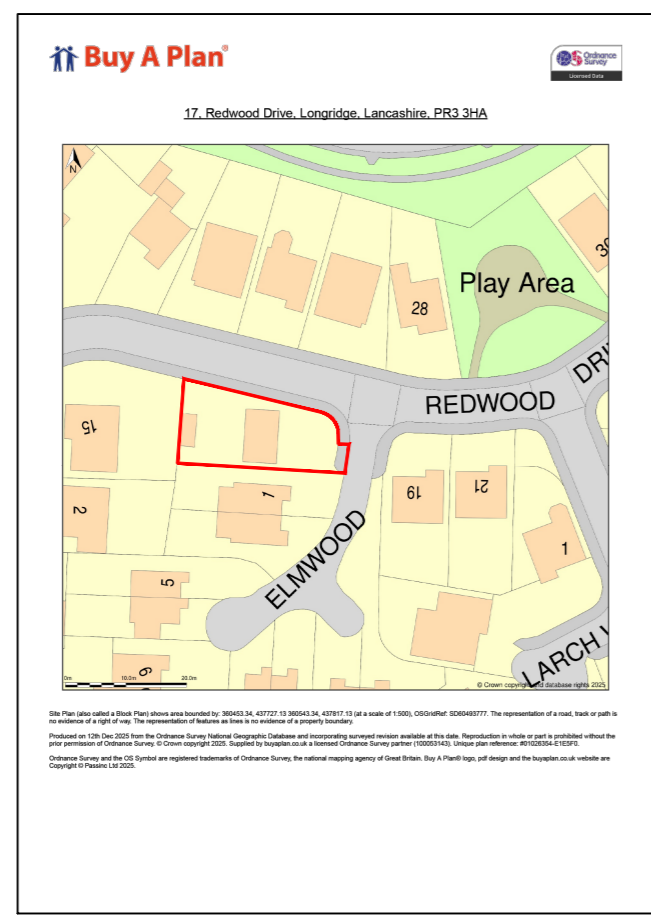 Buy A Plan®
Ordnance
Survey
Licensed Data
17, Redwood Drive, Longridge, Lancashire, PR3 3HA
N
30
Play Area
28
DRI
REDWOOD
15
19
17
2
1
1
ELMWOOD
5
LARCH
9
0m 10.0m 20.0m
© Crown copyright and database rights 2025
Site Plan (also called a Block Plan) shows area bounded by: 360453.34, 437727.13 360543.34, 437817.13 (at a scale of 1:500), OSGridRef: SD60493777. The representation of a road, track or path is
no evidence of a right of way. The representation of features as lines is no evidence of a property boundary.
Produced on 12th Dec 2025 from the Ordnance Survey National Geographic Database and incorporating surveyed revision available at this date. Reproduction in whole or part is prohibited without the
prior permission of Ordnance Survey. © Crown copyright 2025. Supplied by buyaplan.co.uk a licensed Ordnance Survey partner (100053143). Unique plan reference: #01026354-E1E5F0.
Ordnance Survey and the OS Symbol are registered trademarks of Ordnance Survey, the national mapping agency of Great Britain. Buy A Plan® logo, pdf design and the buyaplan.co.uk website are
Copyright © Passinc Ltd 2025.